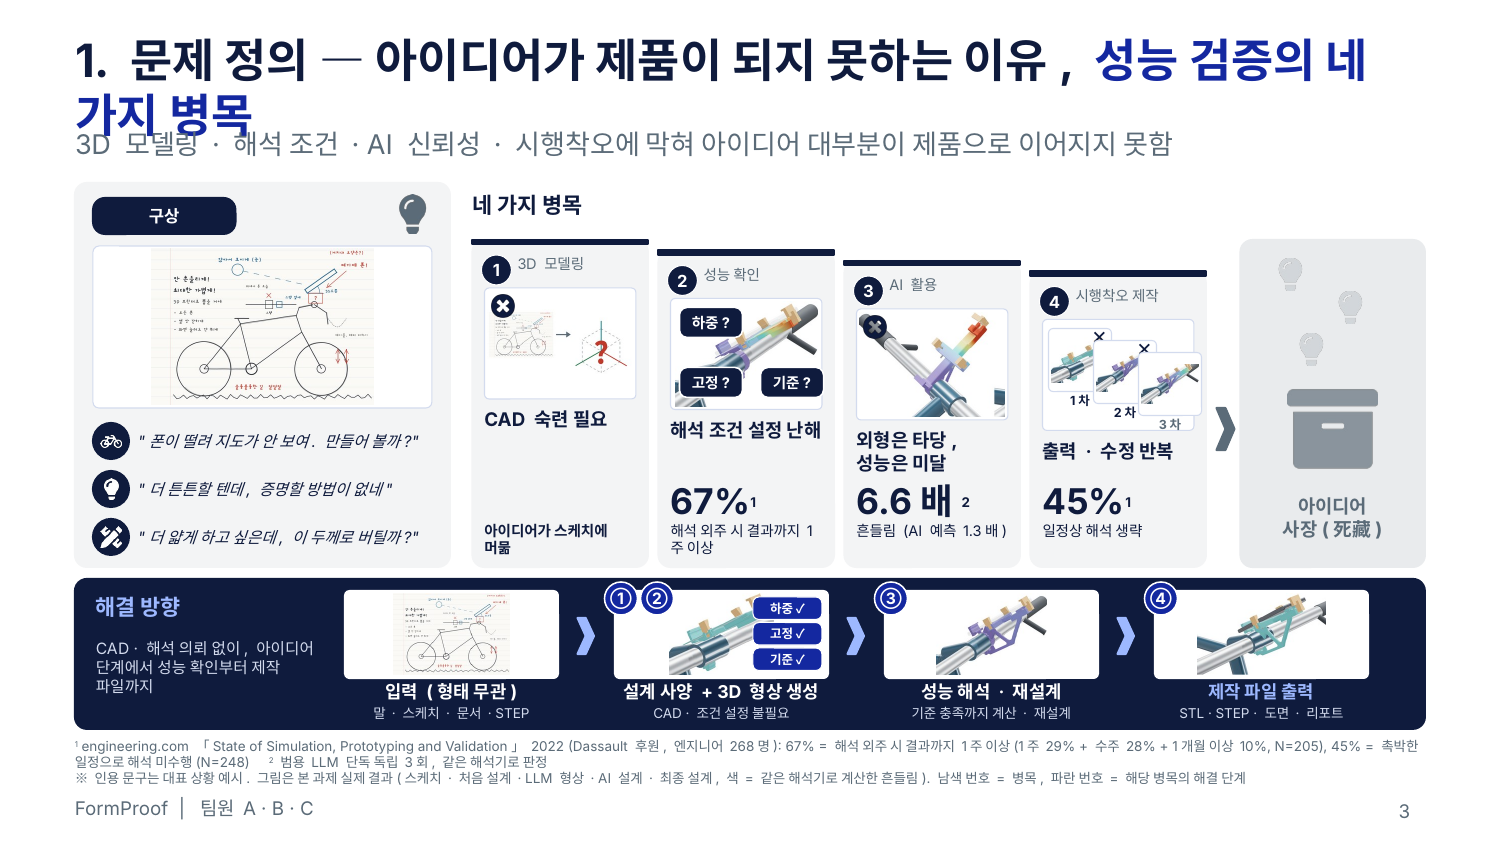 1. 문제 정의 — 아이디어가 제품이 되지 못하는 이유 , 성능 검증의 네
가지 병목
3D 모델링 · 해석 조건 · AI 신뢰성 · 시행착오에 막혀 아이디어 대부분이 제품으로 이어지지 못함
구상
안 흔들리게!
최대한 가볍게!
" 폰이 떨려 지도가 안 보여 . 만들어 볼까 ?"
" 더 튼튼할 텐데 , 증명할 방법이 없네 "
" 더 얇게 하고 싶은데 , 이 두께로 버틸까 ?"
네 가지 병목
1 3D 모델링
?
CAD 숙련 필요
아이디어가 스케치에
머묾
2 성능 확인
하중 ?
고정 ?
기준 ?
해석 조건 설정 난해
67% 1
해석 외주 시 결과까지 1
주 이상
3 AI 활용
외형은 타당 ,
성능은 미달
6.6 배 2
흔들림 (AI 예측 1.3 배 )
4 시행착오 제작
1 차
2 차
3 차
출력 · 수정 반복
45% 1
일정상 해석 생략
아이디어
사장 ( 死藏 )
해결 방향
CAD · 해석 의뢰 없이 , 아이디어
단계에서 성능 확인부터 제작
파일까지
입력 ( 형태 무관 )
말 · 스케치 · 문서 · STEP
1 2
하중 ✓
고정 ✓
기준 ✓
설계 사양 + 3D 형상 생성
CAD · 조건 설정 불필요
3
성능 해석 · 재설계
기준 충족까지 계산 · 재설계
4
제작 파일 출력
STL · STEP · 도면 · 리포트
1 engineering.com 「 State of Simulation, Prototyping and Validation 」 2022 (Dassault 후원 , 엔지니어 268 명 ): 67% = 해석 외주 시 결과까지 1 주 이상 (1 주 29% + 수주 28% + 1 개월 이상 10%, N=205), 45% = 촉박한
일정으로 해석 미수행 (N=248) 2 범용 LLM 단독 독립 3 회 , 같은 해석기로 판정
※ 인용 문구는 대표 상황 예시 . 그림은 본 과제 실제 결과 ( 스케치 · 처음 설계 · LLM 형상 · AI 설계 · 최종 설계 , 색 = 같은 해석기로 계산한 흔들림 ). 남색 번호 = 병목 , 파란 번호 = 해당 병목의 해결 단계
FormProof | 팀원 A · B · C
3